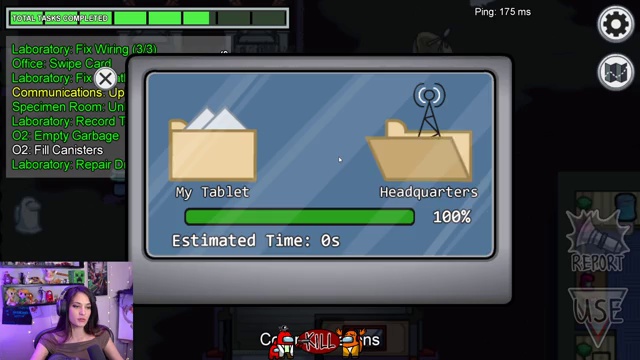 TOTAL TASKS COMPLETED
Ping: 175 ms
Laboratory: Fix Wiring (3/3)
Office: Swipe Card
Laboratory: Fix
Communications: Up
Specimen Room: Un
Laboratory: Record T
O2: Empty Garbage
O2: Fill Canisters
Laboratory: Repair D
My Tablet
Headquarters
100%
Estimated Time: 0s
REPORT
USE
KILL